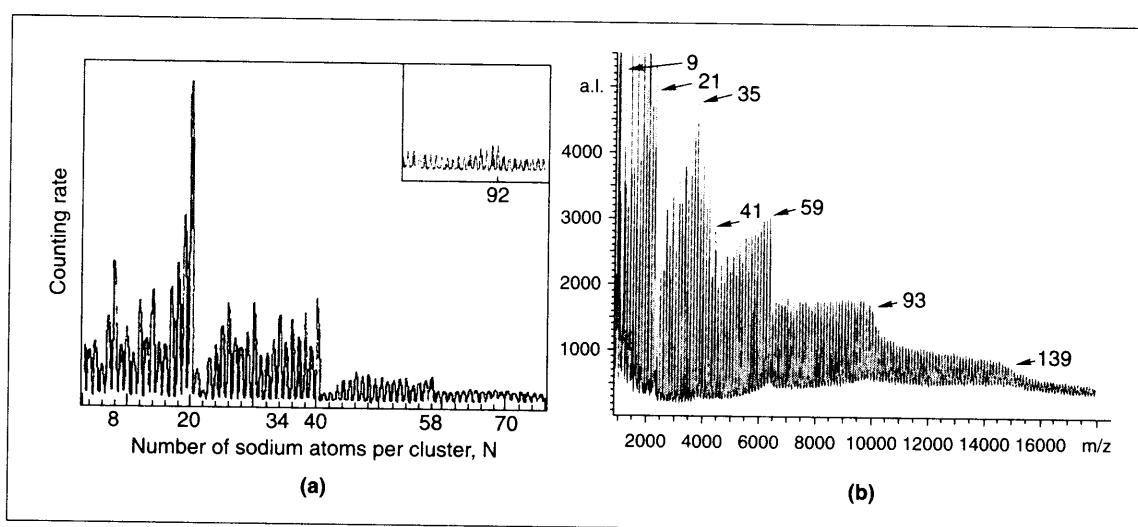 Counting rate
92
8 20 34 40 58 70
Number of sodium atoms per cluster, N
(a)
a.l.
4000
3000
2000
1000
9
21
35
41
59
93
139
2000 4000 6000 8000 10000 12000 14000 16000 m/z
(b)